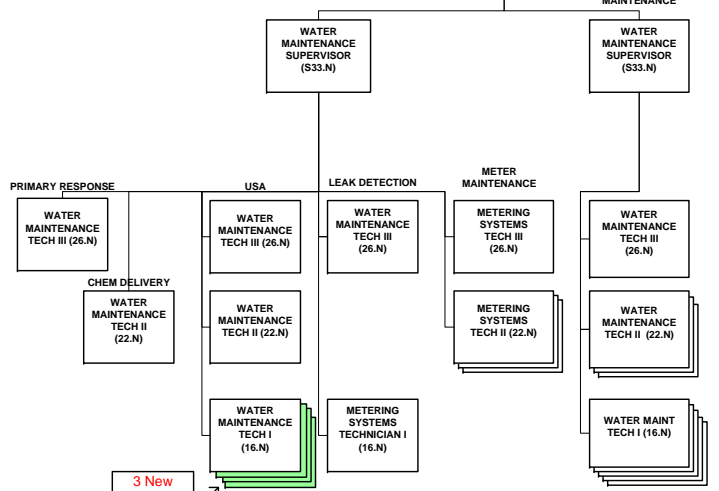 MAINTENANCE
WATER
MAINTENANCE
SUPERVISOR
(S33.N)
WATER
MAINTENANCE
SUPERVISOR
(S33.N)
PRIMARY RESPONSE
WATER
MAINTENANCE
TECH III (26.N)
CHEM DELIVERY
WATER
MAINTENANCE
TECH II
(22.N)
USA
WATER
MAINTENANCE
TECH III (26.N)
WATER
MAINTENANCE
TECH II (22.N)
WATER
MAINTENANCE
TECH I
(16.N)
3 New
LEAK DETECTION
WATER
MAINTENANCE
TECH III
(26.N)
METERING
SYSTEMS
TECHNICIAN I
(16.N)
METER
MAINTENANCE
METERING
SYSTEMS
TECH III
(26.N)
METERING
SYSTEMS
TECH II (22.N)
WATER
MAINTENANCE
TECH III
(26.N)
WATER
MAINTENANCE
TECH II (22.N)
WATER MAINT
TECH I (16.N)